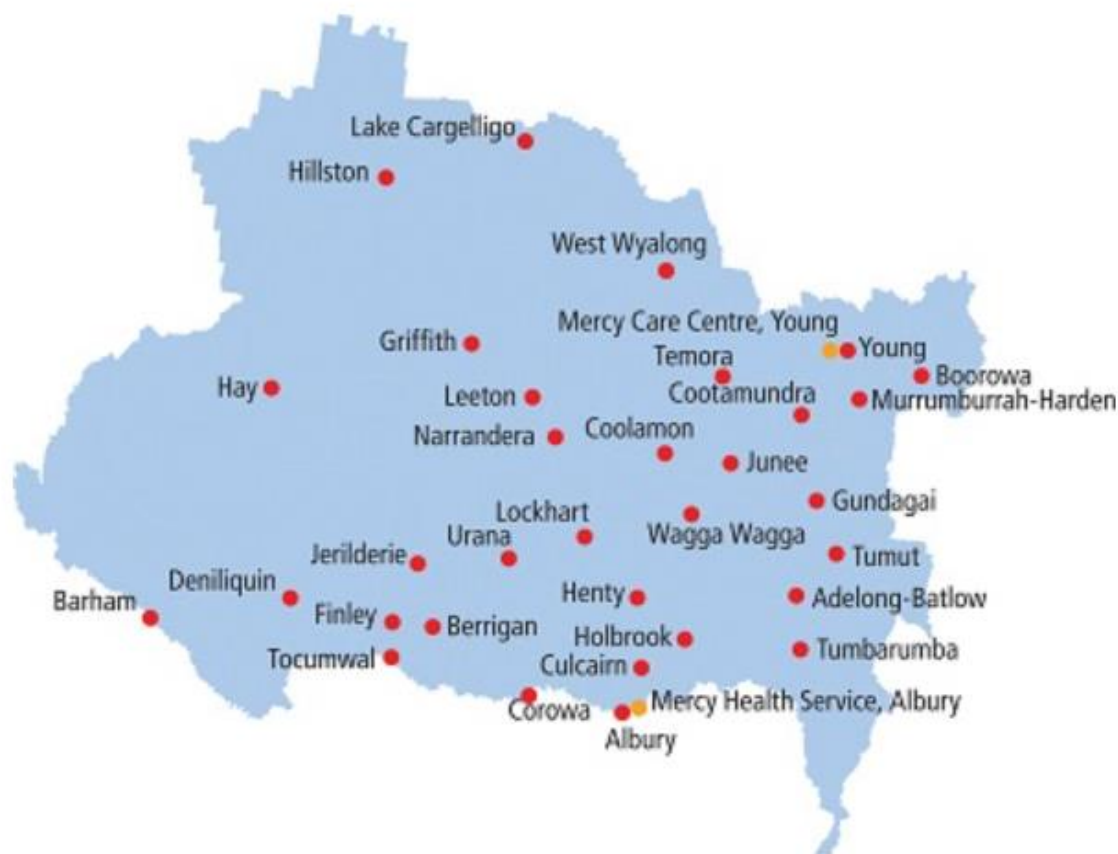 Lake Cargelligo
Hillston
West Wyalong
Mercy Care Centre, Young
Griffith
Young
Temora
Boorowa
Hay
Cootamundra
Leeton
Murrumburrah-Harden
Narrandera
Coolamon
Junee
Gundagai
Lockhart
Urana
Wagga Wagga
Jerilderie
Tumut
Deniliquin
Barham
Henty
Adelong-Batlow
Finley
Berrigan
Holbrook
Tumbarumba
Tocumwal
Culcairn
Corowa
Mercy Health Service, Albury
Albury